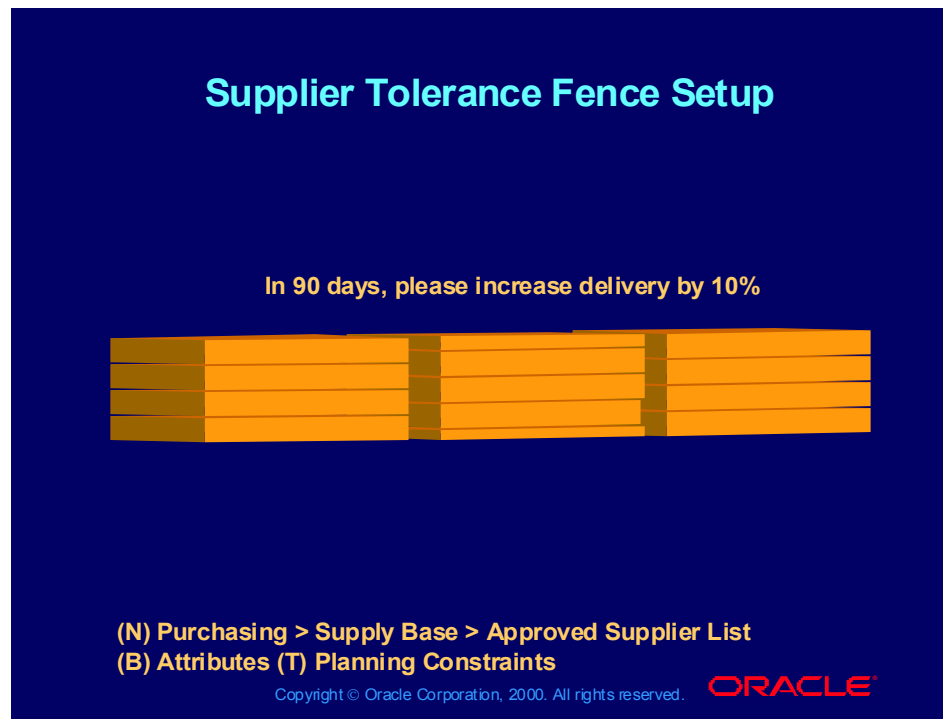 Supplier Tolerance Fence Setup
In 90 days, please increase delivery by 10%
(N) Purchasing > Supply Base > Approved Supplier List
(B) Attributes (T) Planning Constraints
Copyright © Oracle Corporation, 2000. All rights reserved.
ORACLE®